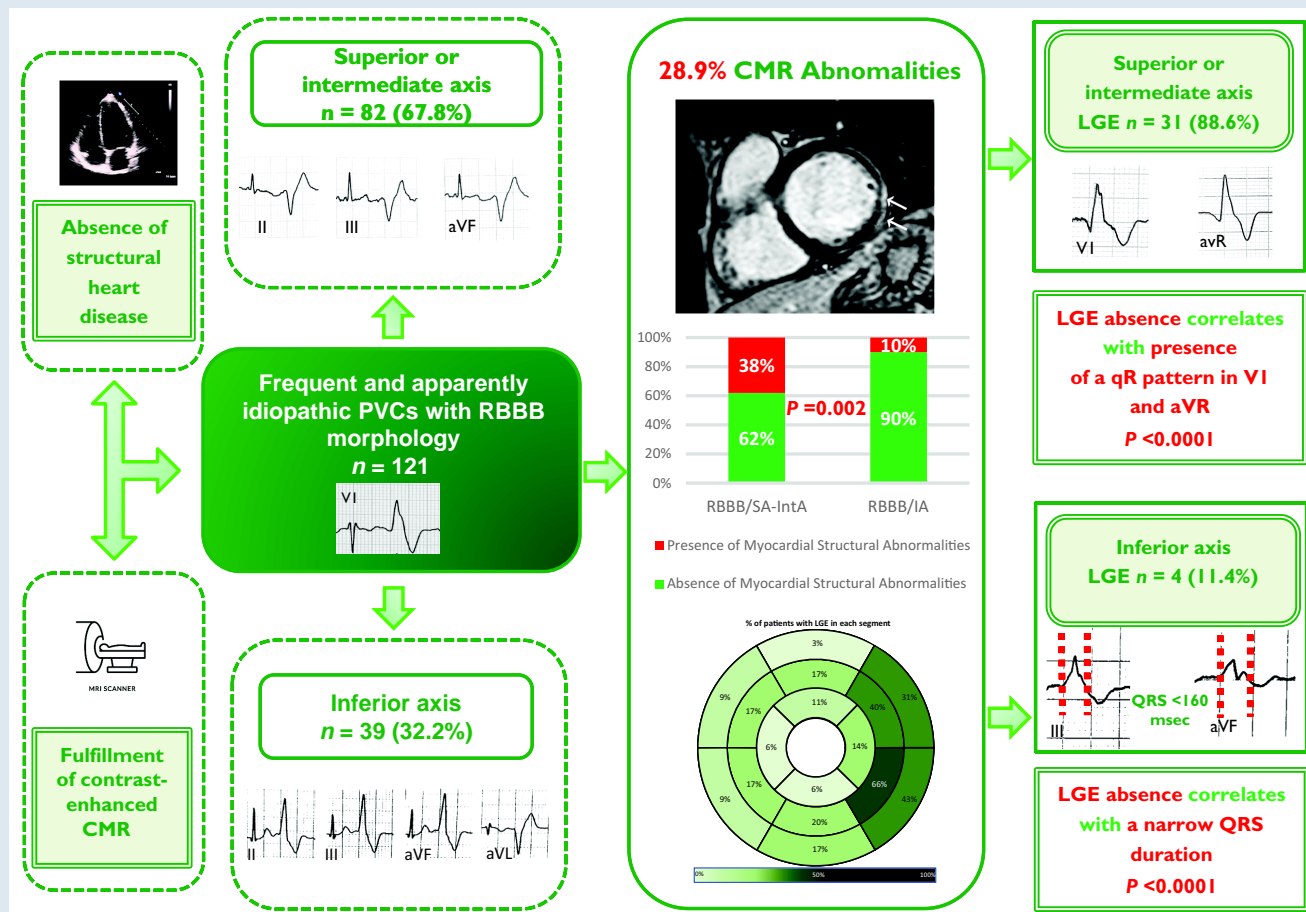 Absence of
structural
heart
disease
Fulfillment
of contrast-
enhanced
CMR
MRI SCANNER
Superior or
intermediate axis
n = 82 (67.8%)
II
III
aVF
Frequent and apparently
idiopathic PVCs with RBBB
morphology
n = 121
V1
Inferior axis
n = 39 (32.2%)
II
III
aVF
aVL
28.9% CMR Abnomalities
100%
80%
60%
40%
20%
0%
38%
62%
P =0.002
10%
90%
RBBB/SA-IntA
RBBB/IA
Presence of Myocardial Structural Abnormalities
Absence of Myocardial Structural Abnormalities
% of patients with LGE in each segment
3%
17%
11%
9%
17%
40%
31%
6%
14%
9%
17%
66%
43%
6%
20%
17%
0%
50%
100%
Superior or
intermediate axis
LGE n = 31 (88.6%)
V1
avR
LGE absence correlates
with presence
of a qR pattern in V1
and aVR
P <0.0001
Inferior axis
LGE n = 4 (11.4%)
III
QRS <160
msec
aVF
LGE absence correlates
with a narrow QRS
duration
P <0.0001